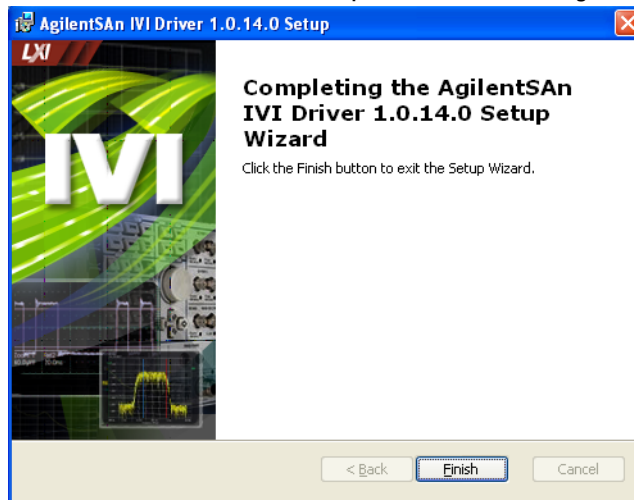 AgilentSAn IVI Driver 1.0.14.0 Setup
LXI
IVI
Completing the AgilentSAn
IVI Driver 1.0.14.0 Setup
Wizard
Click the Finish button to exit the Setup Wizard.
< Back
Finish
Cancel